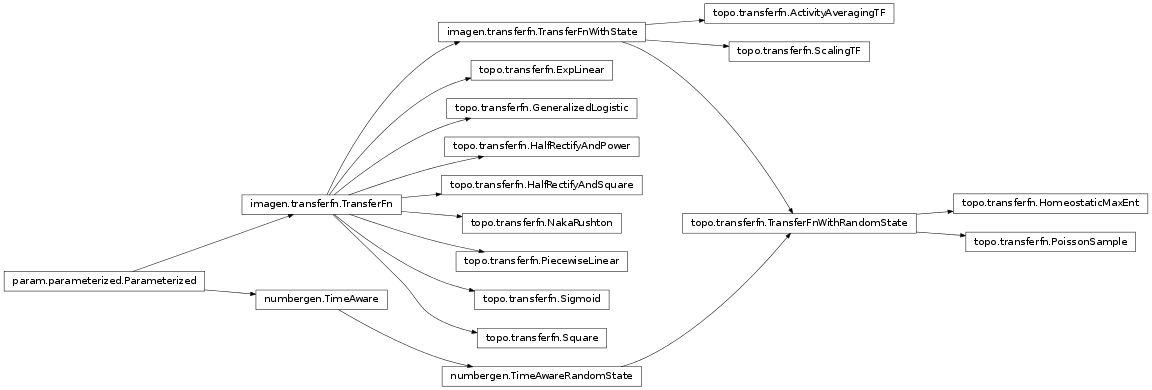 topo.transferfn.ActivityAveragingTF
imagen.transferfn.TransferFnWithState
topo.transferfn.ScalingTF
topo.transferfn.ExpLinear
topo.transferfn.GeneralizedLogistic
topo.transferfn.HalfRectifyAndPower
topo.transferfn.HalfRectifyAndSquare
imagen.transferfn.TransferFn
topo.transferfn.HomeostaticMaxEnt
topo.transferfn.NakaRushton
topo.transferfn.TransferFnWithRandomState
topo.transferfn.PoissonSample
topo.transferfn.PiecewiseLinear
param.parameterized.Parameterized
numbergen.TimeAware
topo.transferfn.Sigmoid
topo.transferfn.Square
numbergen.TimeAwareRandomState